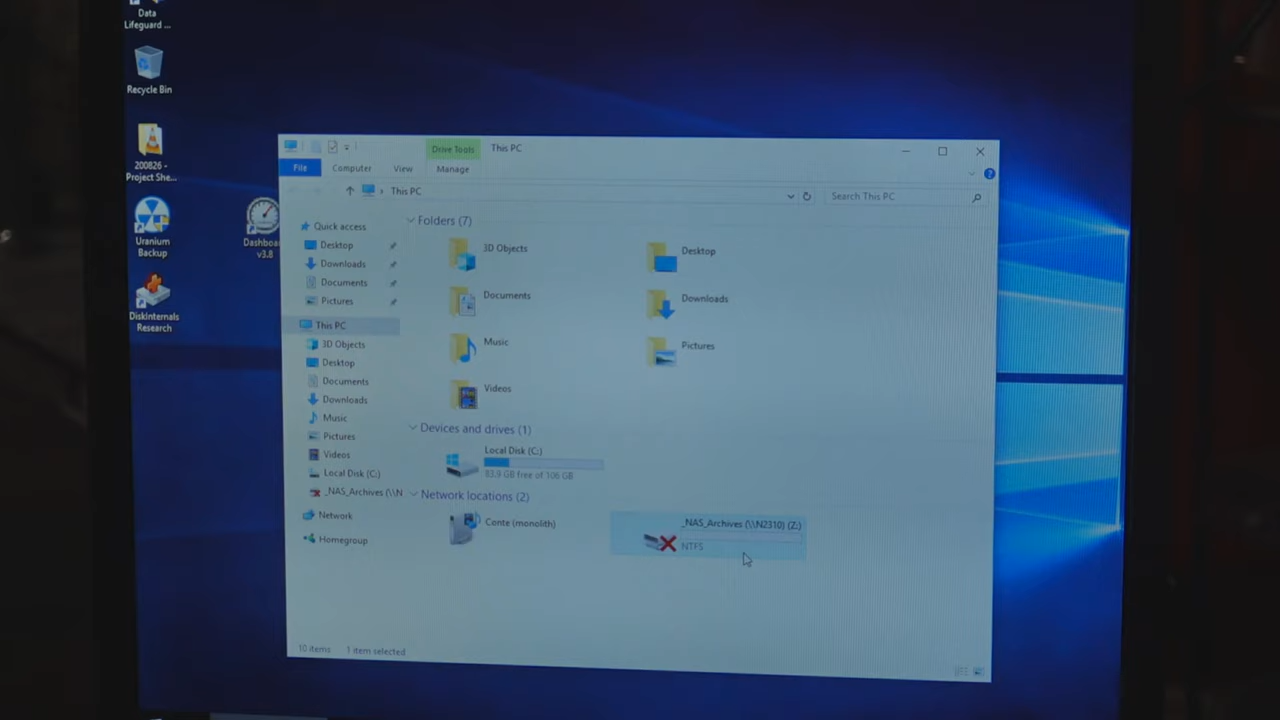 Data
Lifeguard ...
Recycle Bin
200826 -
Project She...
Uranium
Backup
Dashboa
v3.8
DiskInternals
Research
Drive Tools
This PC
File
Computer
View
Manage
› This PC
Search This PC
Quick access
Desktop
Downloads
Documents
Pictures
This PC
3D Objects
Desktop
Documents
Downloads
Music
Pictures
Videos
Local Disk (C:)
_NAS_Archives (\\N
Network
Homegroup
Folders (7)
3D Objects
Desktop
Documents
Downloads
Music
Pictures
Videos
Devices and drives (1)
Local Disk (C:)
83.9 GB free of 106 GB
Network locations (2)
Conte (monolith)
_NAS_Archives (\\N2310) (Z:)
NTFS
10 items
1 item selected